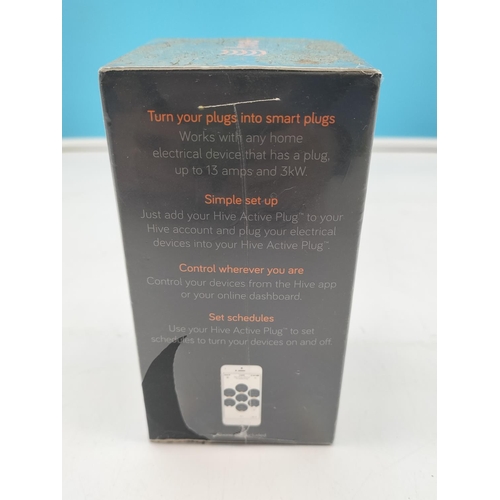 Turn your plugs into smart plugs
Works with any home
electrical device that has a plug,
up to 13 amps and 3kW.
Simple set up
Just add your Hive Active Plug™ to your
Hive account and plug your electrical
devices into your Hive Active Plug™.
Control wherever you are
Control your devices from the Hive app
or your online dashboard.
Set schedules
Use your Hive Active Plug™ to set
schedules to turn your devices on and off.